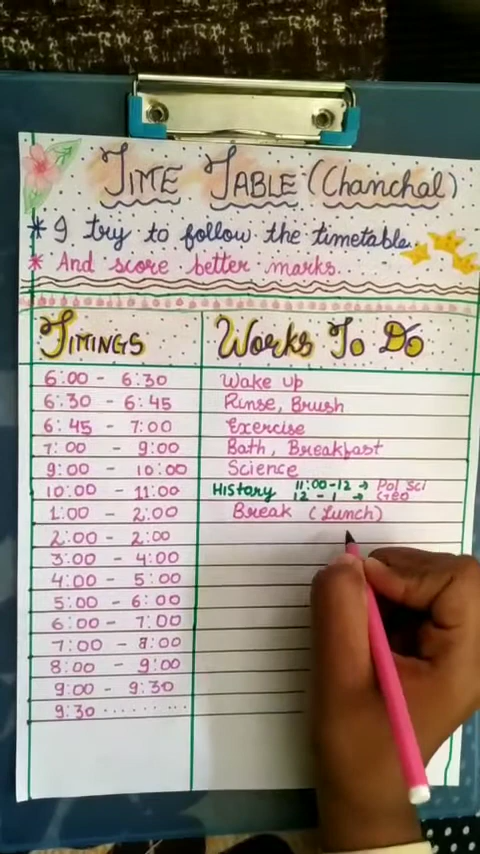 TIME TABLE (Chanchal)
* I try to follow the timetable..
* And score better marks..
TIMINGS Works To Do
6:00 - 6:30 Wake up
6:30 - 6:45 Rinse, Brush
6:45 - 7:00 Exercise
7:00 - 9:00 Bath, Breakfast
9:00 - 10:00 Science
10:00 - 11:00 HIStory 11:00-12 → Pol Sci
12 - 1 → GEO
1:00 - 2:00 Break (Lunch)
2:00 - 2:00
3:00 - 4:00
4:00 - 5:00
5:00 - 6:00
6:00 - 7:00
7:00 - 8:00
8:00 - 9:00
9:00 - 9:30
9:30 .........